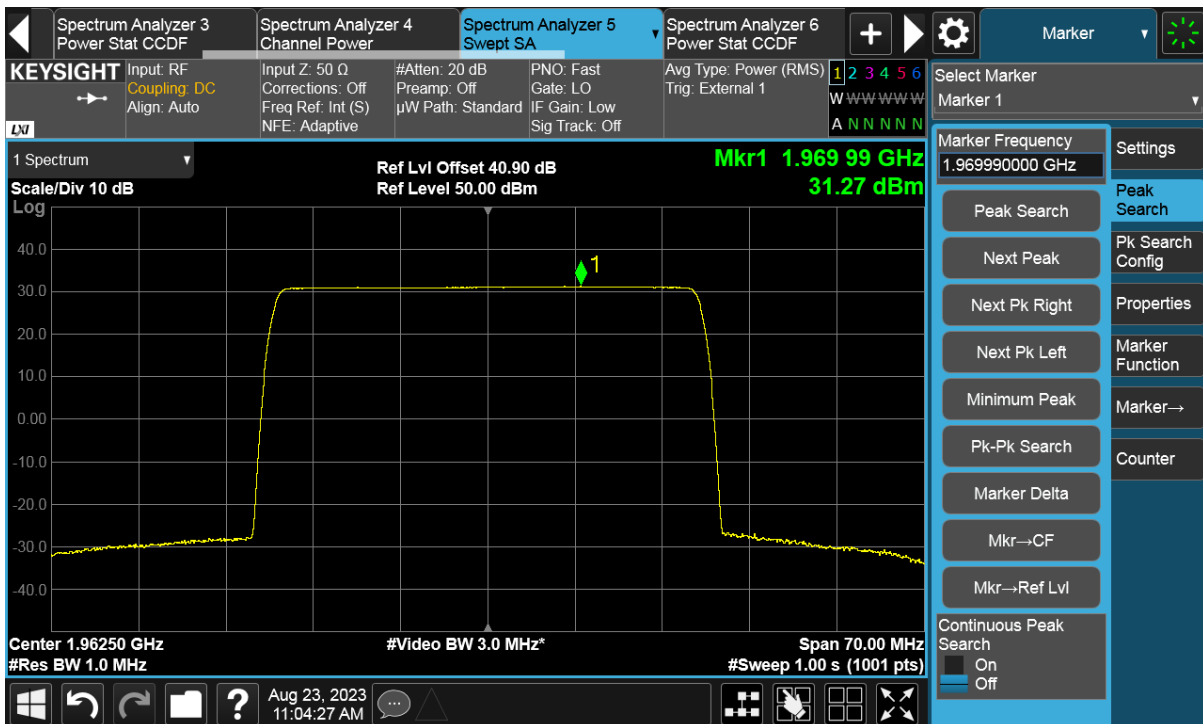 Spectrum Analyzer 3
Power Stat CCDF
Spectrum Analyzer 4
Channel Power
Spectrum Analyzer 5
Swept SA
Spectrum Analyzer 6
Power Stat CCDF
Marker
KEYSIGHT
LXI
Input: RF
Coupling: DC
Align: Auto
Input Z: 50 Ω
Corrections: Off
Freq Ref: Int (S)
NFE: Adaptive
#Atten: 20 dB
Preamp: Off
µW Path: Standard
PNO: Fast
Gate: LO
IF Gain: Low
Sig Track: Off
Avg Type: Power (RMS)
Trig: External 1
1 2 3 4 5 6
W W W W W W
A N N N N N
Select Marker
Marker 1
1 Spectrum
Scale/Div 10 dB
Log
Ref Lvl Offset 40.90 dB
Ref Level 50.00 dBm
Mkr1 1.969 99 GHz
31.27 dBm
1
40.0
30.0
20.0
10.0
0.00
-10.0
-20.0
-30.0
-40.0
Center 1.96250 GHz
#Res BW 1.0 MHz
#Video BW 3.0 MHz*
Span 70.00 MHz
#Sweep 1.00 s (1001 pts)
Marker Frequency
1.969990000 GHz
Peak Search
Next Peak
Next Pk Right
Next Pk Left
Minimum Peak
Pk-Pk Search
Marker Delta
Mkr→CF
Mkr→Ref Lvl
Continuous Peak
Search
On
Off
Settings
Peak
Search
Pk Search
Config
Properties
Marker
Function
Marker→
Counter
?
Aug 23, 2023
11:04:27 AM